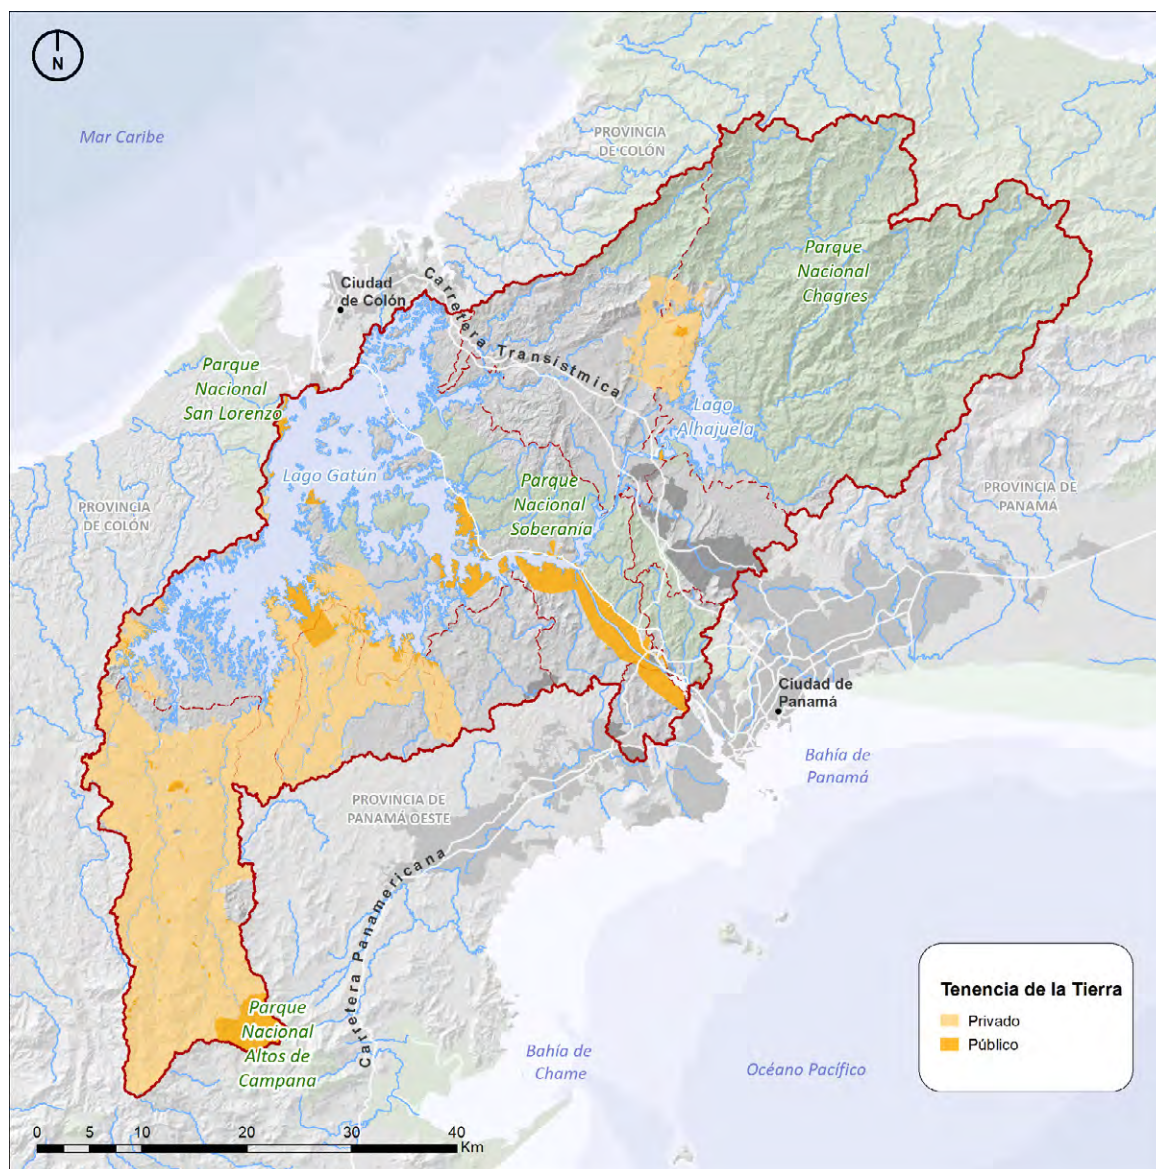 N
Mar Caribe
PROVINCIA
DE COLÓN
Parque
Nacional
Chagres
Ciudad
de Colón
Carretera Transístmica
Parque
Nacional
San Lorenzo
Lago
Alhajuela
Lago Gatún
Parque
Nacional
Soberanía
PROVINCIA
DE COLÓN
PROVINCIA DE
PANAMÁ
Ciudad de
Panamá
Bahía de
Panamá
PROVINCIA DE
PANAMÁ OESTE
Carretera Panamericana
Parque
Nacional
Altos de
Campana
Bahía de
Chame
Océano Pacífico
Tenencia de la Tierra
Privado
Público
0 5 10 20 30 40
Km